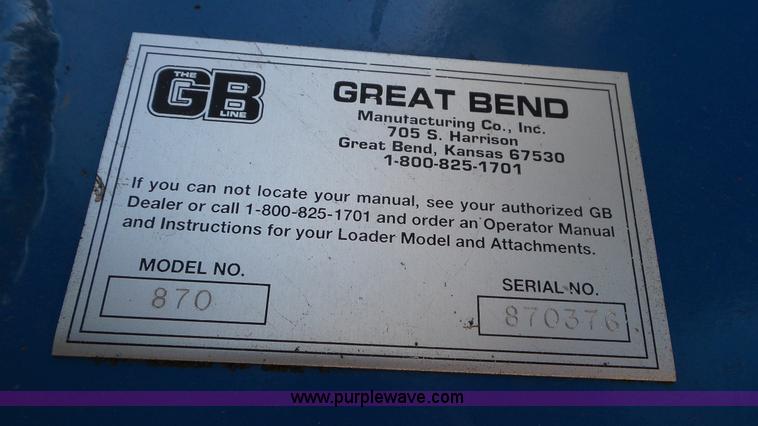 THE
GB
LINE
GREAT BEND
Manufacturing Co., Inc.
705 S. Harrison
Great Bend, Kansas 67530
1-800-825-1701
If you can not locate your manual, see your authorized GB
Dealer or call 1-800-825-1701 and order an Operator Manual
and Instructions for your Loader Model and Attachments.
MODEL NO.
870
SERIAL NO.
870376
www.purplewave.com